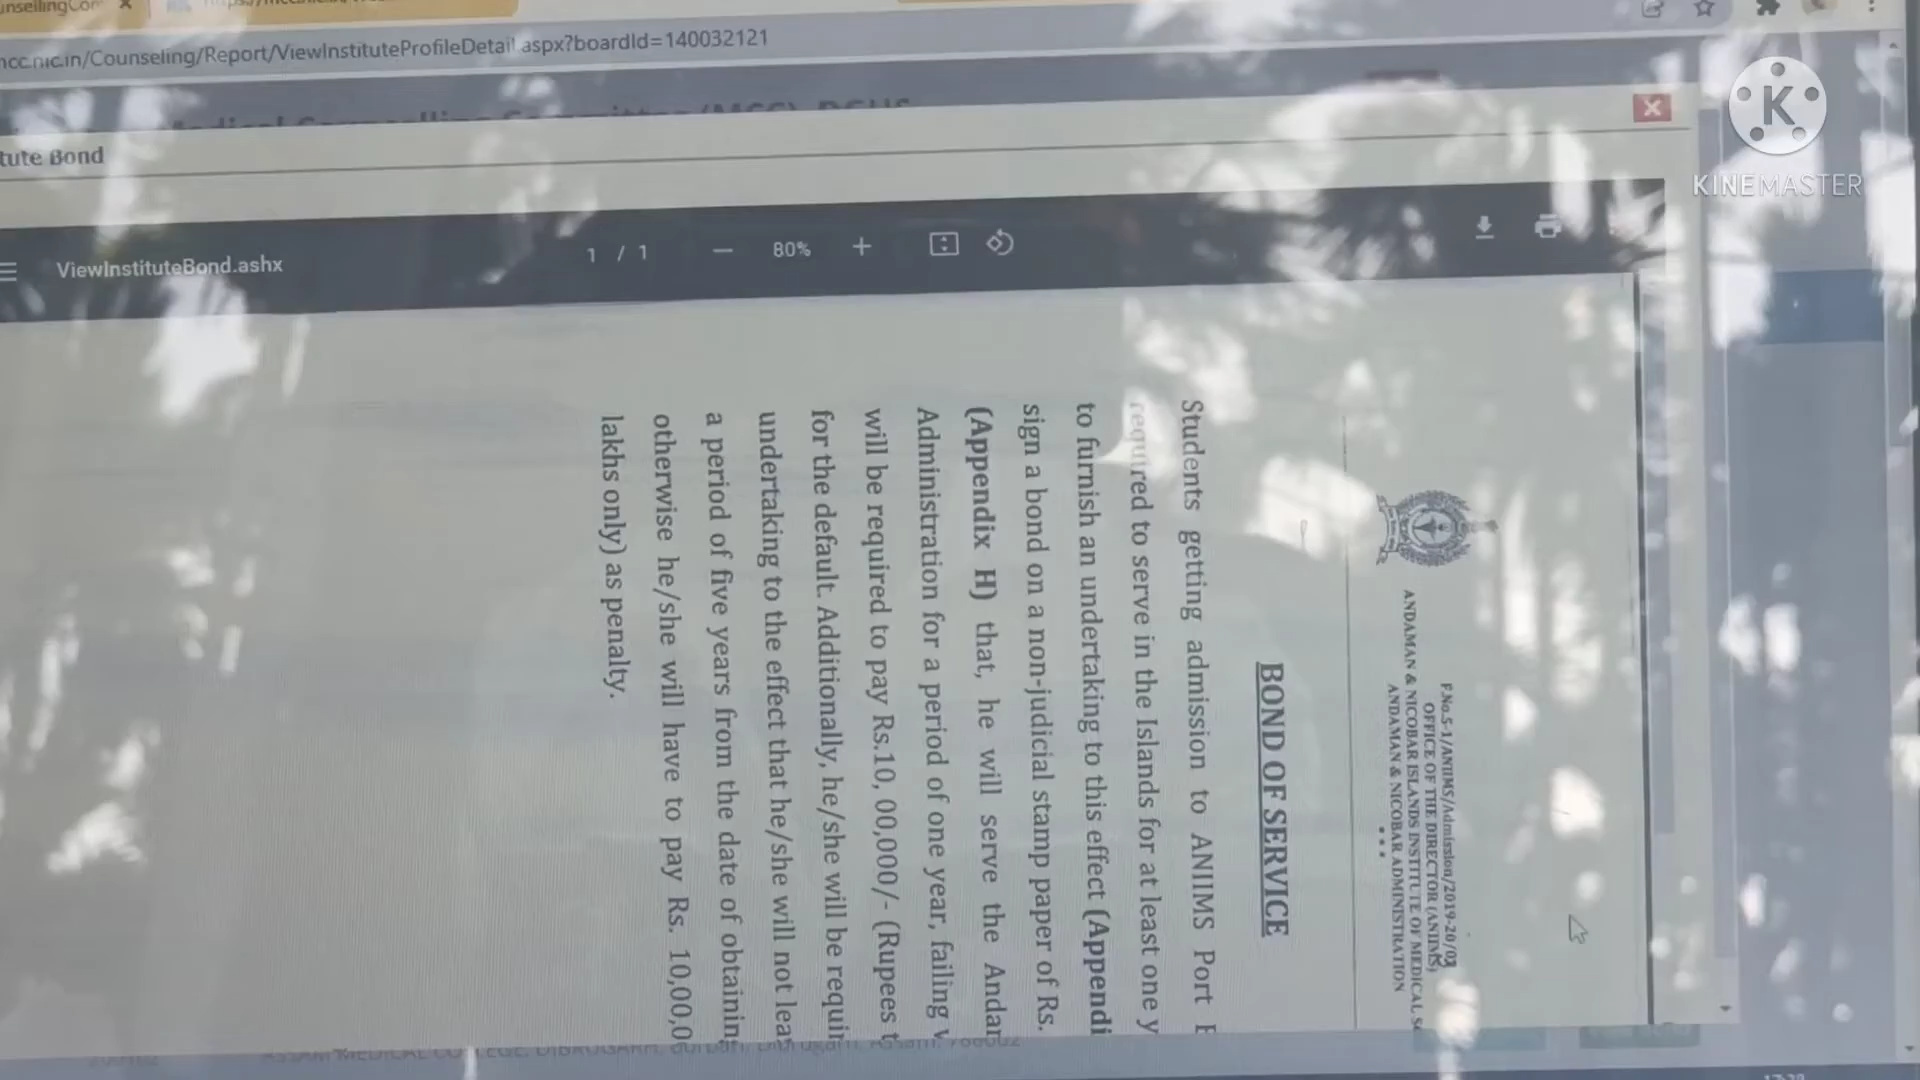 mcc.nic.in/Counseling/Report/ViewInstituteProfileDetail.aspx?boardId=140032121
KINEMASTER
tute Bond
ViewInstituteBond.ashx
1 / 1
80%
F.No.5-1/ANIIMS/Admission/2019-20/03
OFFICE OF THE DIRECTOR (ANIIMS)
ANDAMAN & NICOBAR ISLANDS INSTITUTE OF MEDICAL
ANDAMAN & NICOBAR ADMINISTRATION
***
BOND OF SERVICE
Students getting admission to ANIIMS Port
required to serve in the Islands for at least one y
to furnish an undertaking to this effect (Appendi
sign a bond on a non-judicial stamp paper of Rs.
(Appendix H) that, he will serve the Andam
Administration for a period of one year, failing
will be required to pay Rs.10, 00,000/- (Rupees t
for the default. Additionally, he/she will be requir
undertaking to the effect that he/she will not lea
a period of five years from the date of obtaining
otherwise he/she will have to pay Rs. 10,00,0
lakhs only) as penalty.